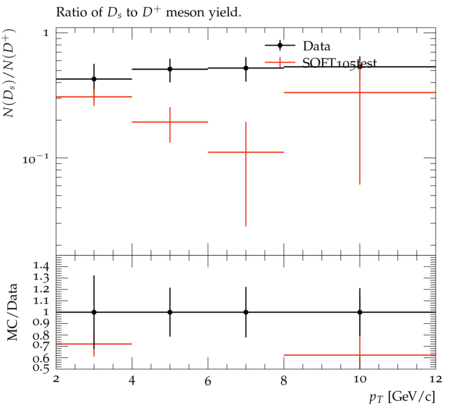 Ratio of D_s to D^+ meson yield.
N(D_s)/N(D^+)
1
10^{−1}
Data
SOFT105test
MC/Data
1.4
1.3
1.2
1.1
1
0.9
0.8
0.7
0.6
0.5
2 4 6 8 10 12
p_T [GeV/c]